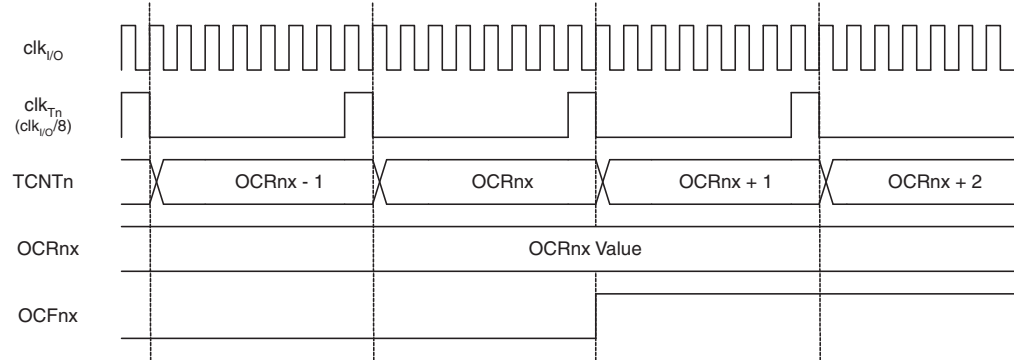 clkI/O
clkTn
(clkI/O/8)
TCNTn OCRnx - 1 OCRnx OCRnx + 1 OCRnx + 2
OCRnx OCRnx Value
OCFnx